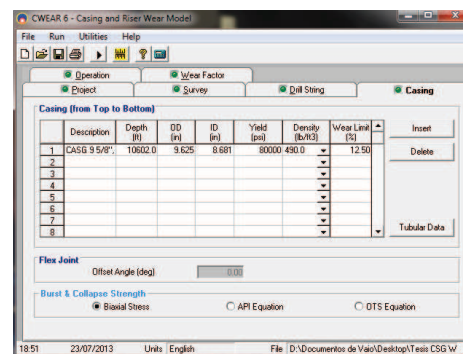 CWEAR 6 - Casing and Riser Wear Model
File Run Utilities Help
Operation Wear Factor
Project Survey Drill String Casing
Casing (from Top to Bottom)
Description Depth (ft) OD (in) ID (in) Yield (psi) Density (lb/ft3) Wear Limit (%)
1 CASG 9 5/8", 10602.0 9.625 8.681 80000 490.0 12.50
2
3
4
5
6
7
8
Insert
Delete
Tubular Data
Flex Joint
Offset Angle (deg) 0.00
Burst & Collapse Strength
Biaxial Stress API Equation OTS Equation
18:51 23/07/2013 Units English File D:\Documentos de Vaio\Desktop\Tesis CSG W